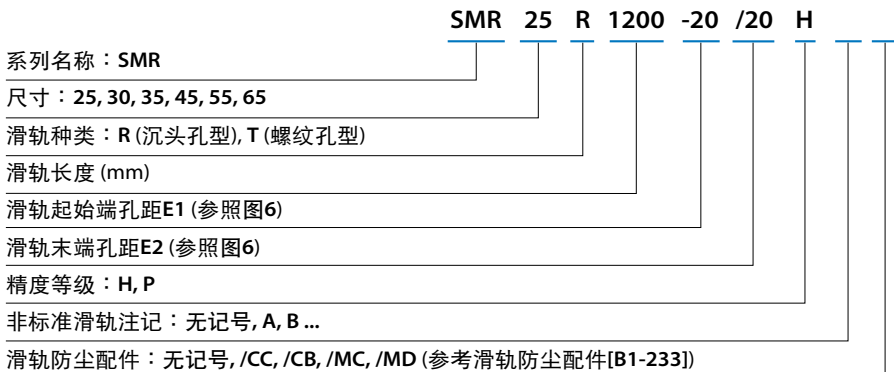 SMR 25 R 1200 -20 /20 H
系列名称：SMR
尺寸：25, 30, 35, 45, 55, 65
滑轨种类：R (沉头孔型), T (螺纹孔型)
滑轨长度 (mm)
滑轨起始端孔距E1 (参照图6)
滑轨末端孔距E2 (参照图6)
精度等级：H, P
非标准滑轨注记：无记号, A, B ...
滑轨防尘配件：无记号, /CC, /CB, /MC, /MD (参考滑轨防尘配件[B1-233])